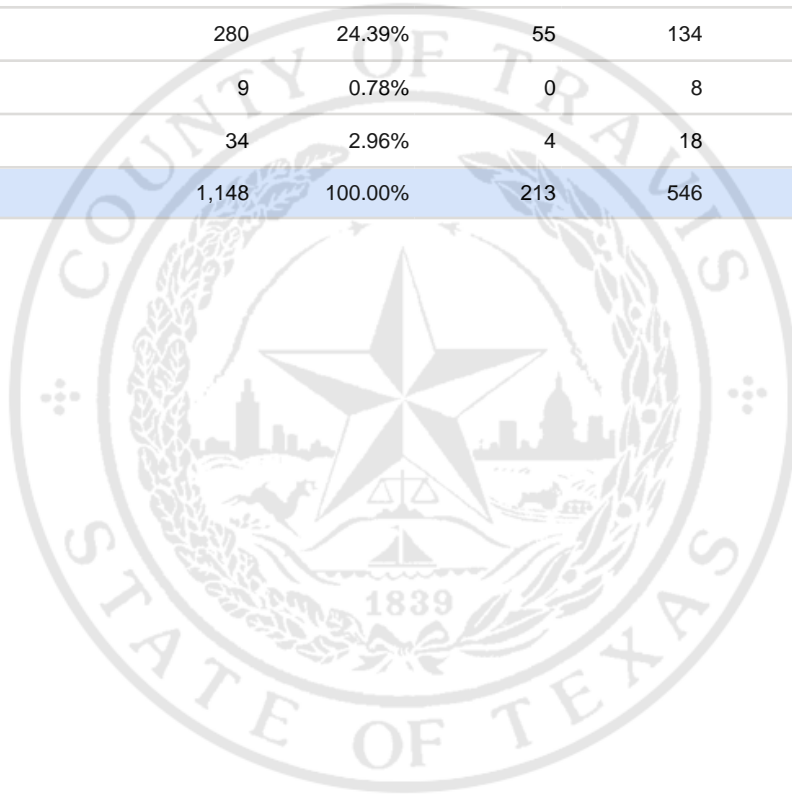 280 24.39% 55 134
9 0.78% 0 8
34 2.96% 4 18
1,148 100.00% 213 546
COUNTY OF TRAVIS
1839
STATE OF TEXAS